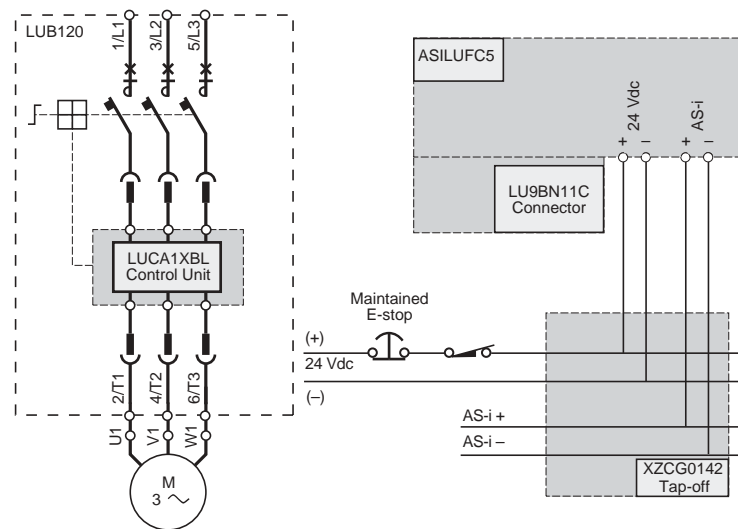 LUB120
1/L1
3/L2
5/L3
LUCA1XBL
Control Unit
2/T1
4/T2
6/T3
U1
V1
W1
M
3
ASILUFC5
24 Vdc
AS-i
+
–
+
–
LU9BN11C
Connector
Maintained
E-stop
(+)
24 Vdc
(–)
AS-i +
AS-i –
XZCG0142
Tap-off